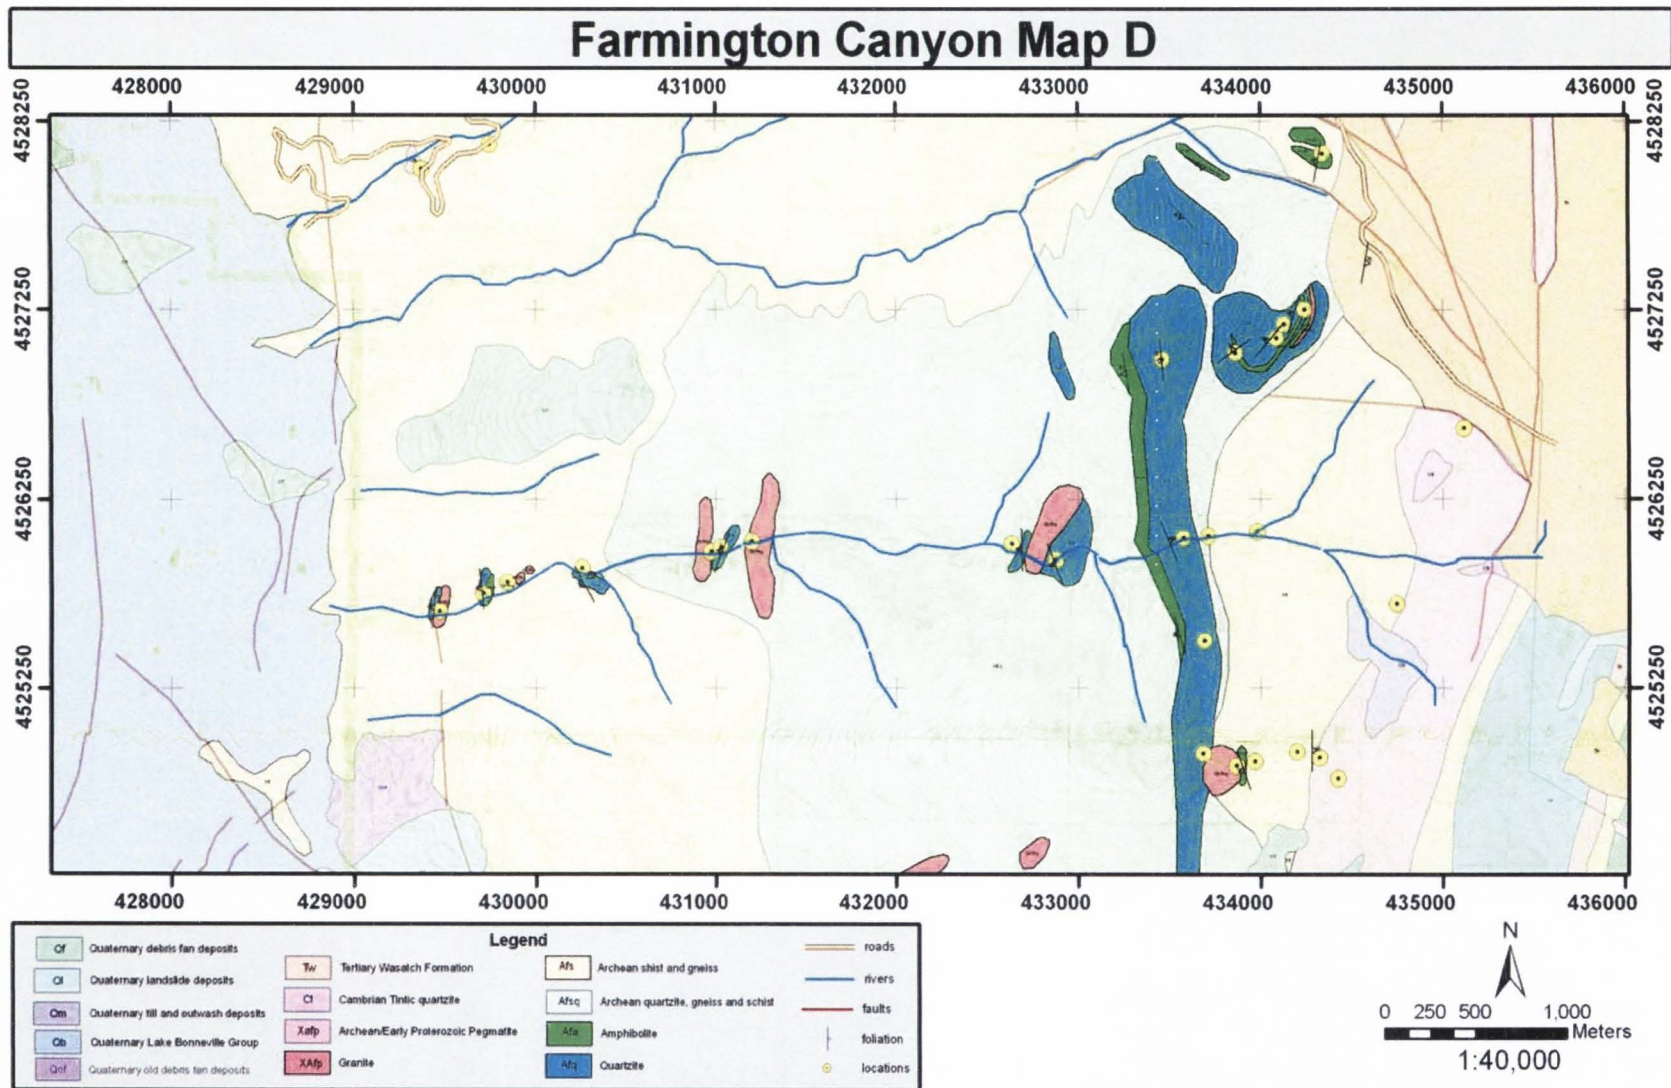 Farmington Canyon Map D
428000 429000 430000 431000 432000 433000 434000 435000 436000
4528250 4528250
4527250 4527250
4526250 4526250
4525250 4525250
428000 429000 430000 431000 432000 433000 434000 435000 436000
Legend
Qf Quaternary debris fan deposits
Ql Quaternary landslide deposits
Qm Quaternary till and outwash deposits
Qb Quaternary Lake Bonneville Group
Quaternary old debris fan deposits
Tw Tertiary Wasatch Formation
Ct Cambrian Tintic quartzite
Xafp Archean/Early Proterozoic Pegmatite
XAfp Granite
Afs Archean shist and gneiss
Afsq Archean quartzite, gneiss and schist
Afa Amphibolite
Afq Quartzite
roads
rivers
faults
foliation
locations
N
0 250 500 1,000
Meters
1:40,000